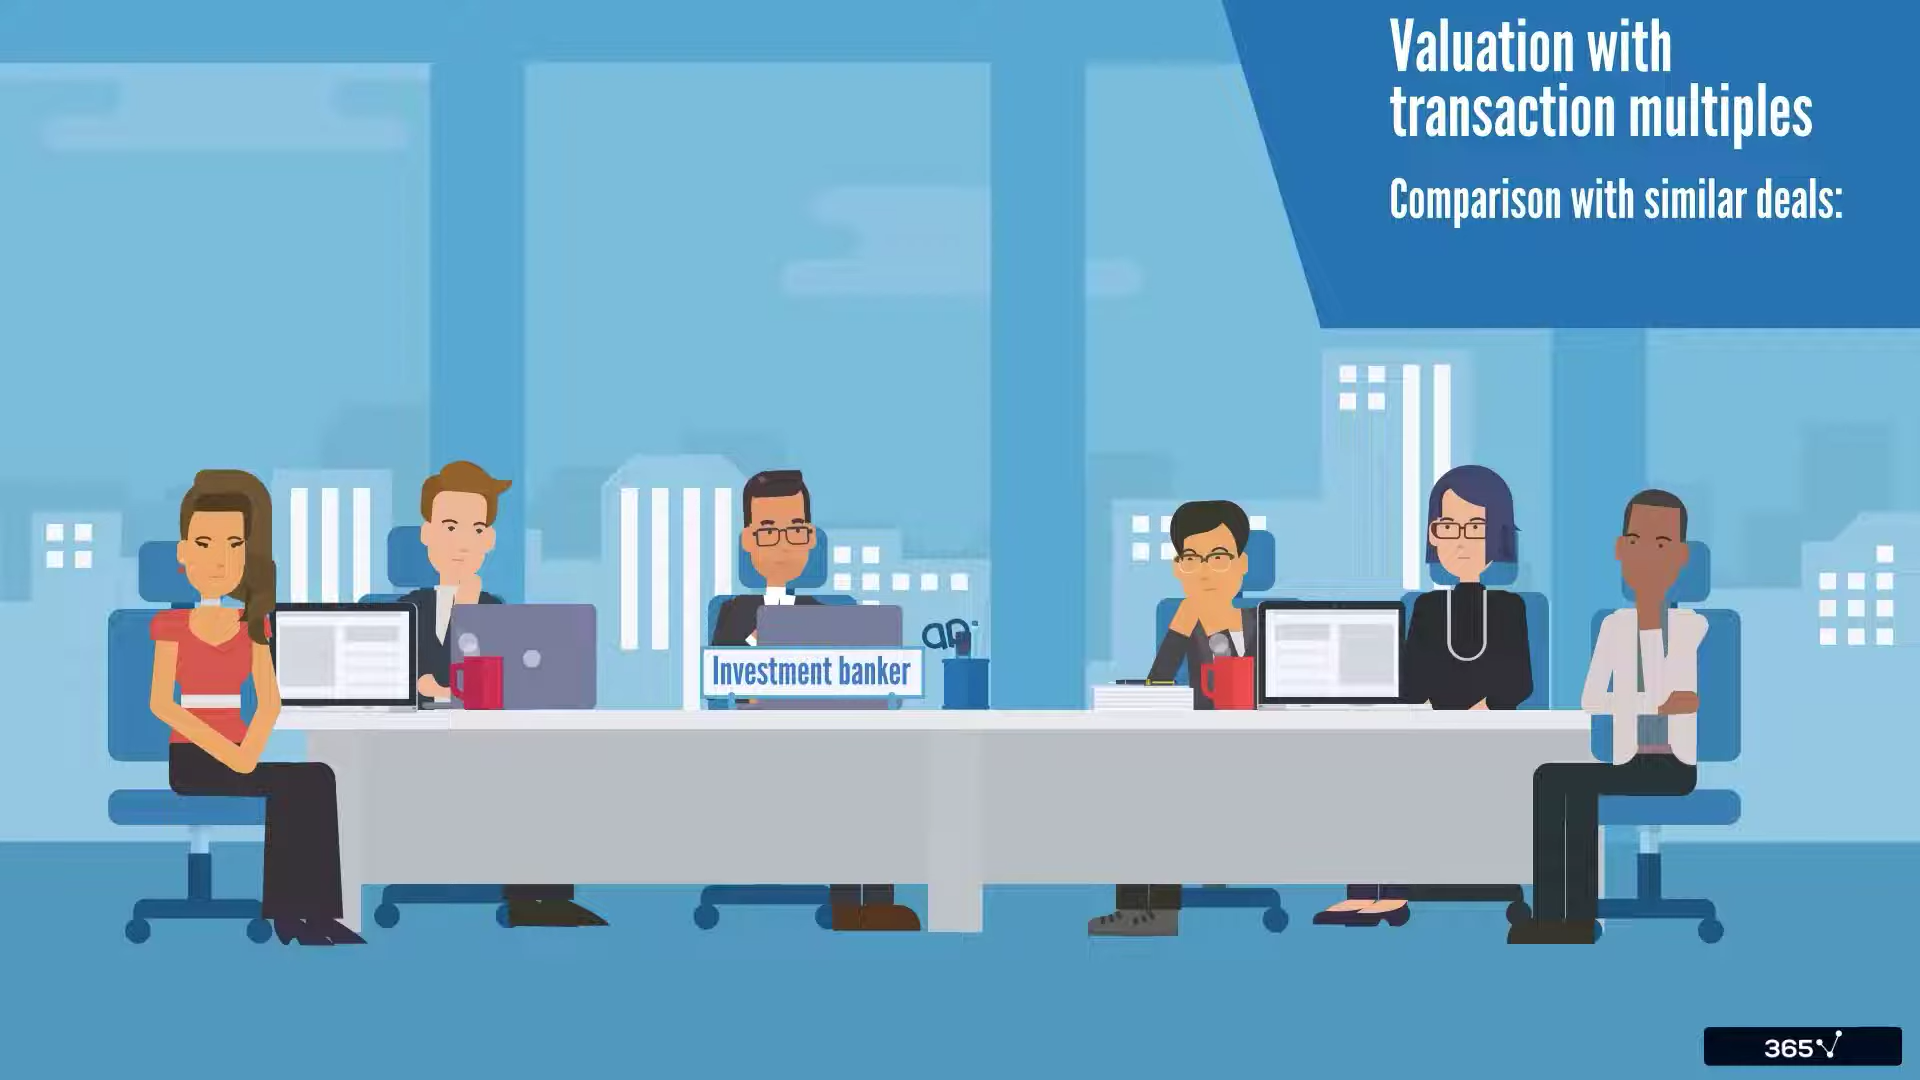 Valuation with
transaction multiples
Comparison with similar deals:
Investment banker
365